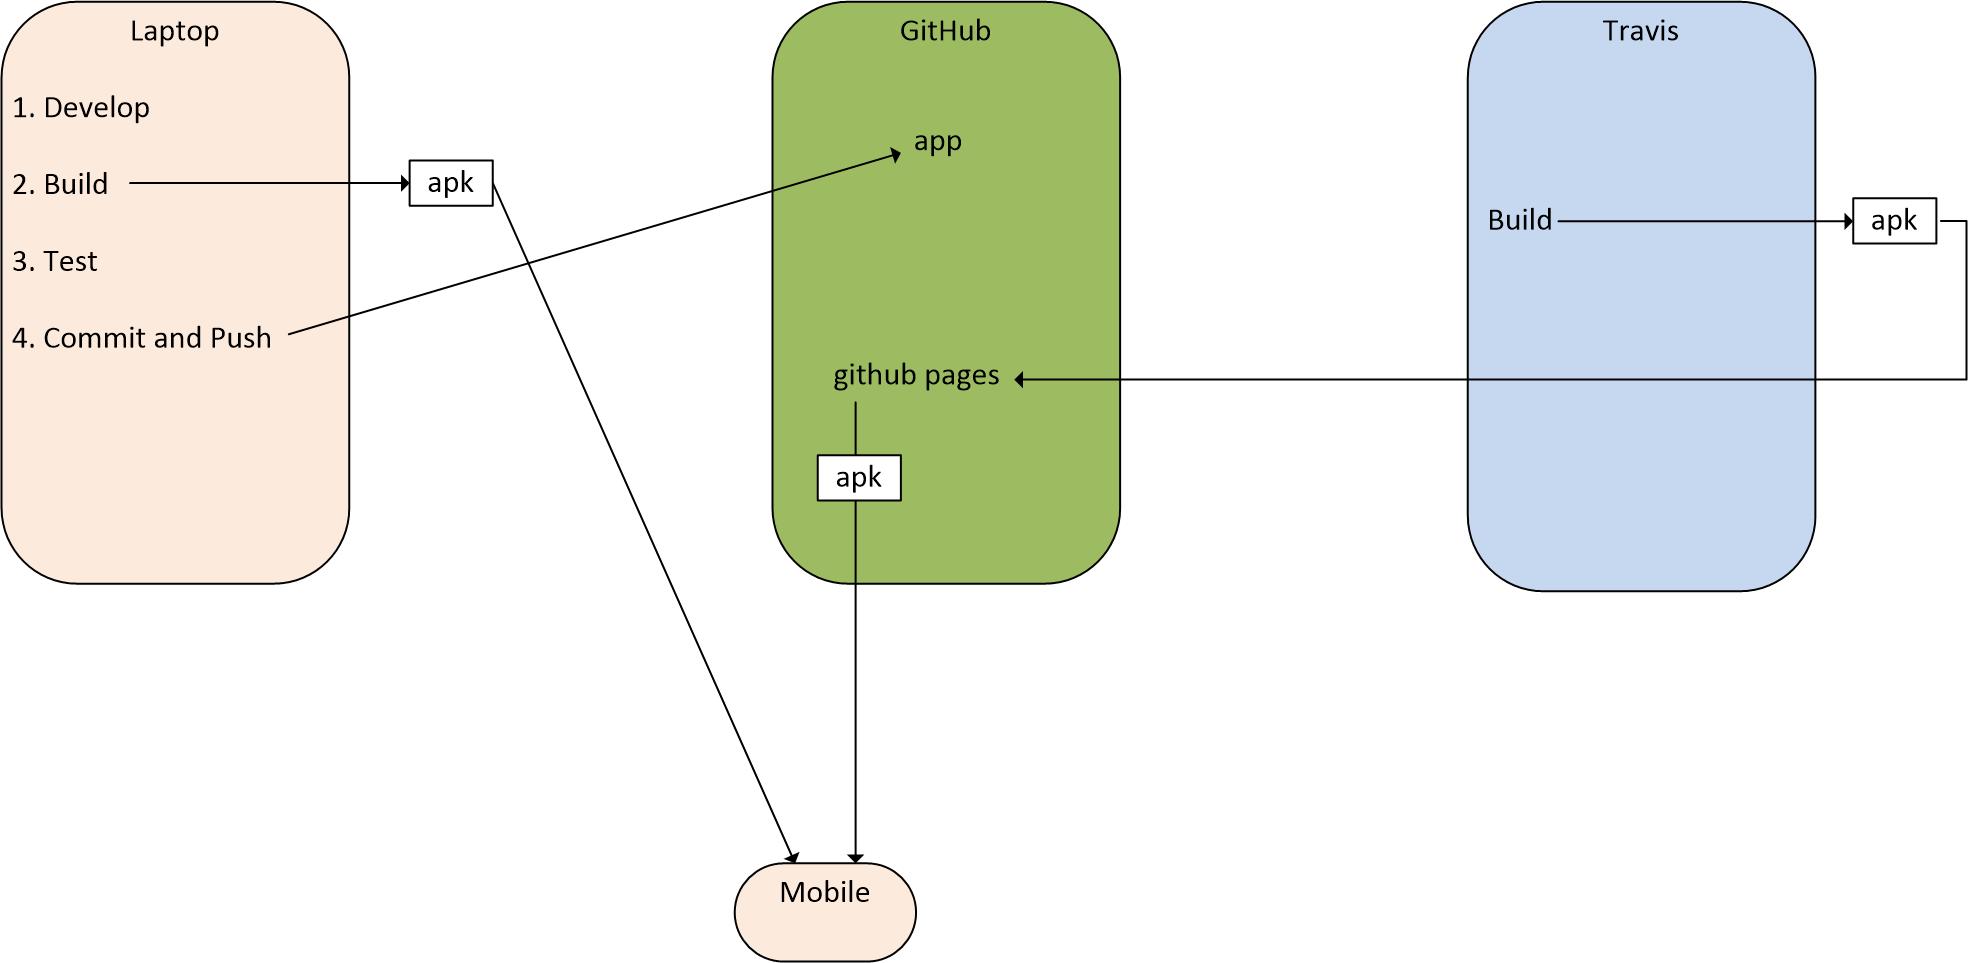 Laptop
1. Develop
2. Build
3. Test
4. Commit and Push
apk
GitHub
app
github pages
apk
Travis
Build
apk
Mobile